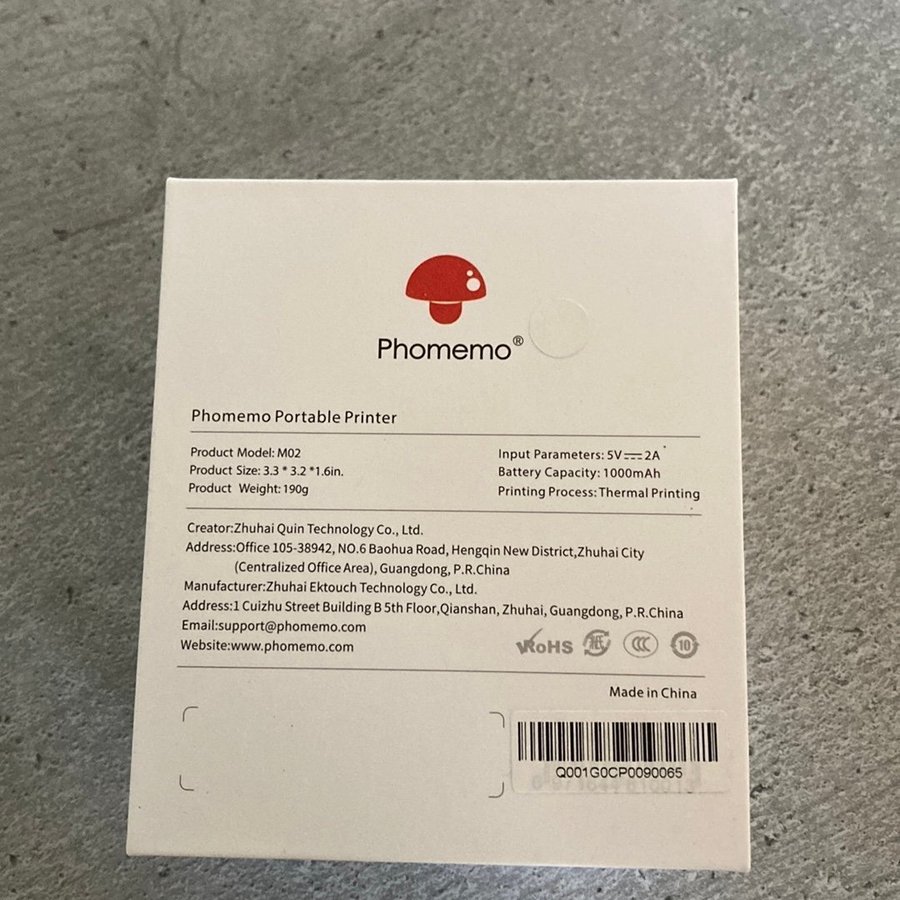 Phomemo®
Phomemo Portable Printer
Product Model: M02
Product Size: 3.3 * 3.2 *1.6in.
Product Weight: 190g
Input Parameters: 5V⎓2A
Battery Capacity: 1000mAh
Printing Process: Thermal Printing
Creator:Zhuhai Quin Technology Co., Ltd.
Address:Office 105-38942, NO.6 Baohua Road, Hengqin New District,Zhuhai City
(Centralized Office Area), Guangdong, P.R.China
Manufacturer:Zhuhai Ektouch Technology Co., Ltd.
Address:1 Cuizhu Street Building B 5th Floor,Qianshan, Zhuhai, Guangdong, P.R.China
Email:support@phomemo.com
Website:www.phomemo.com
RoHS
CCC
10
Made in China
Q001G0CP0090065